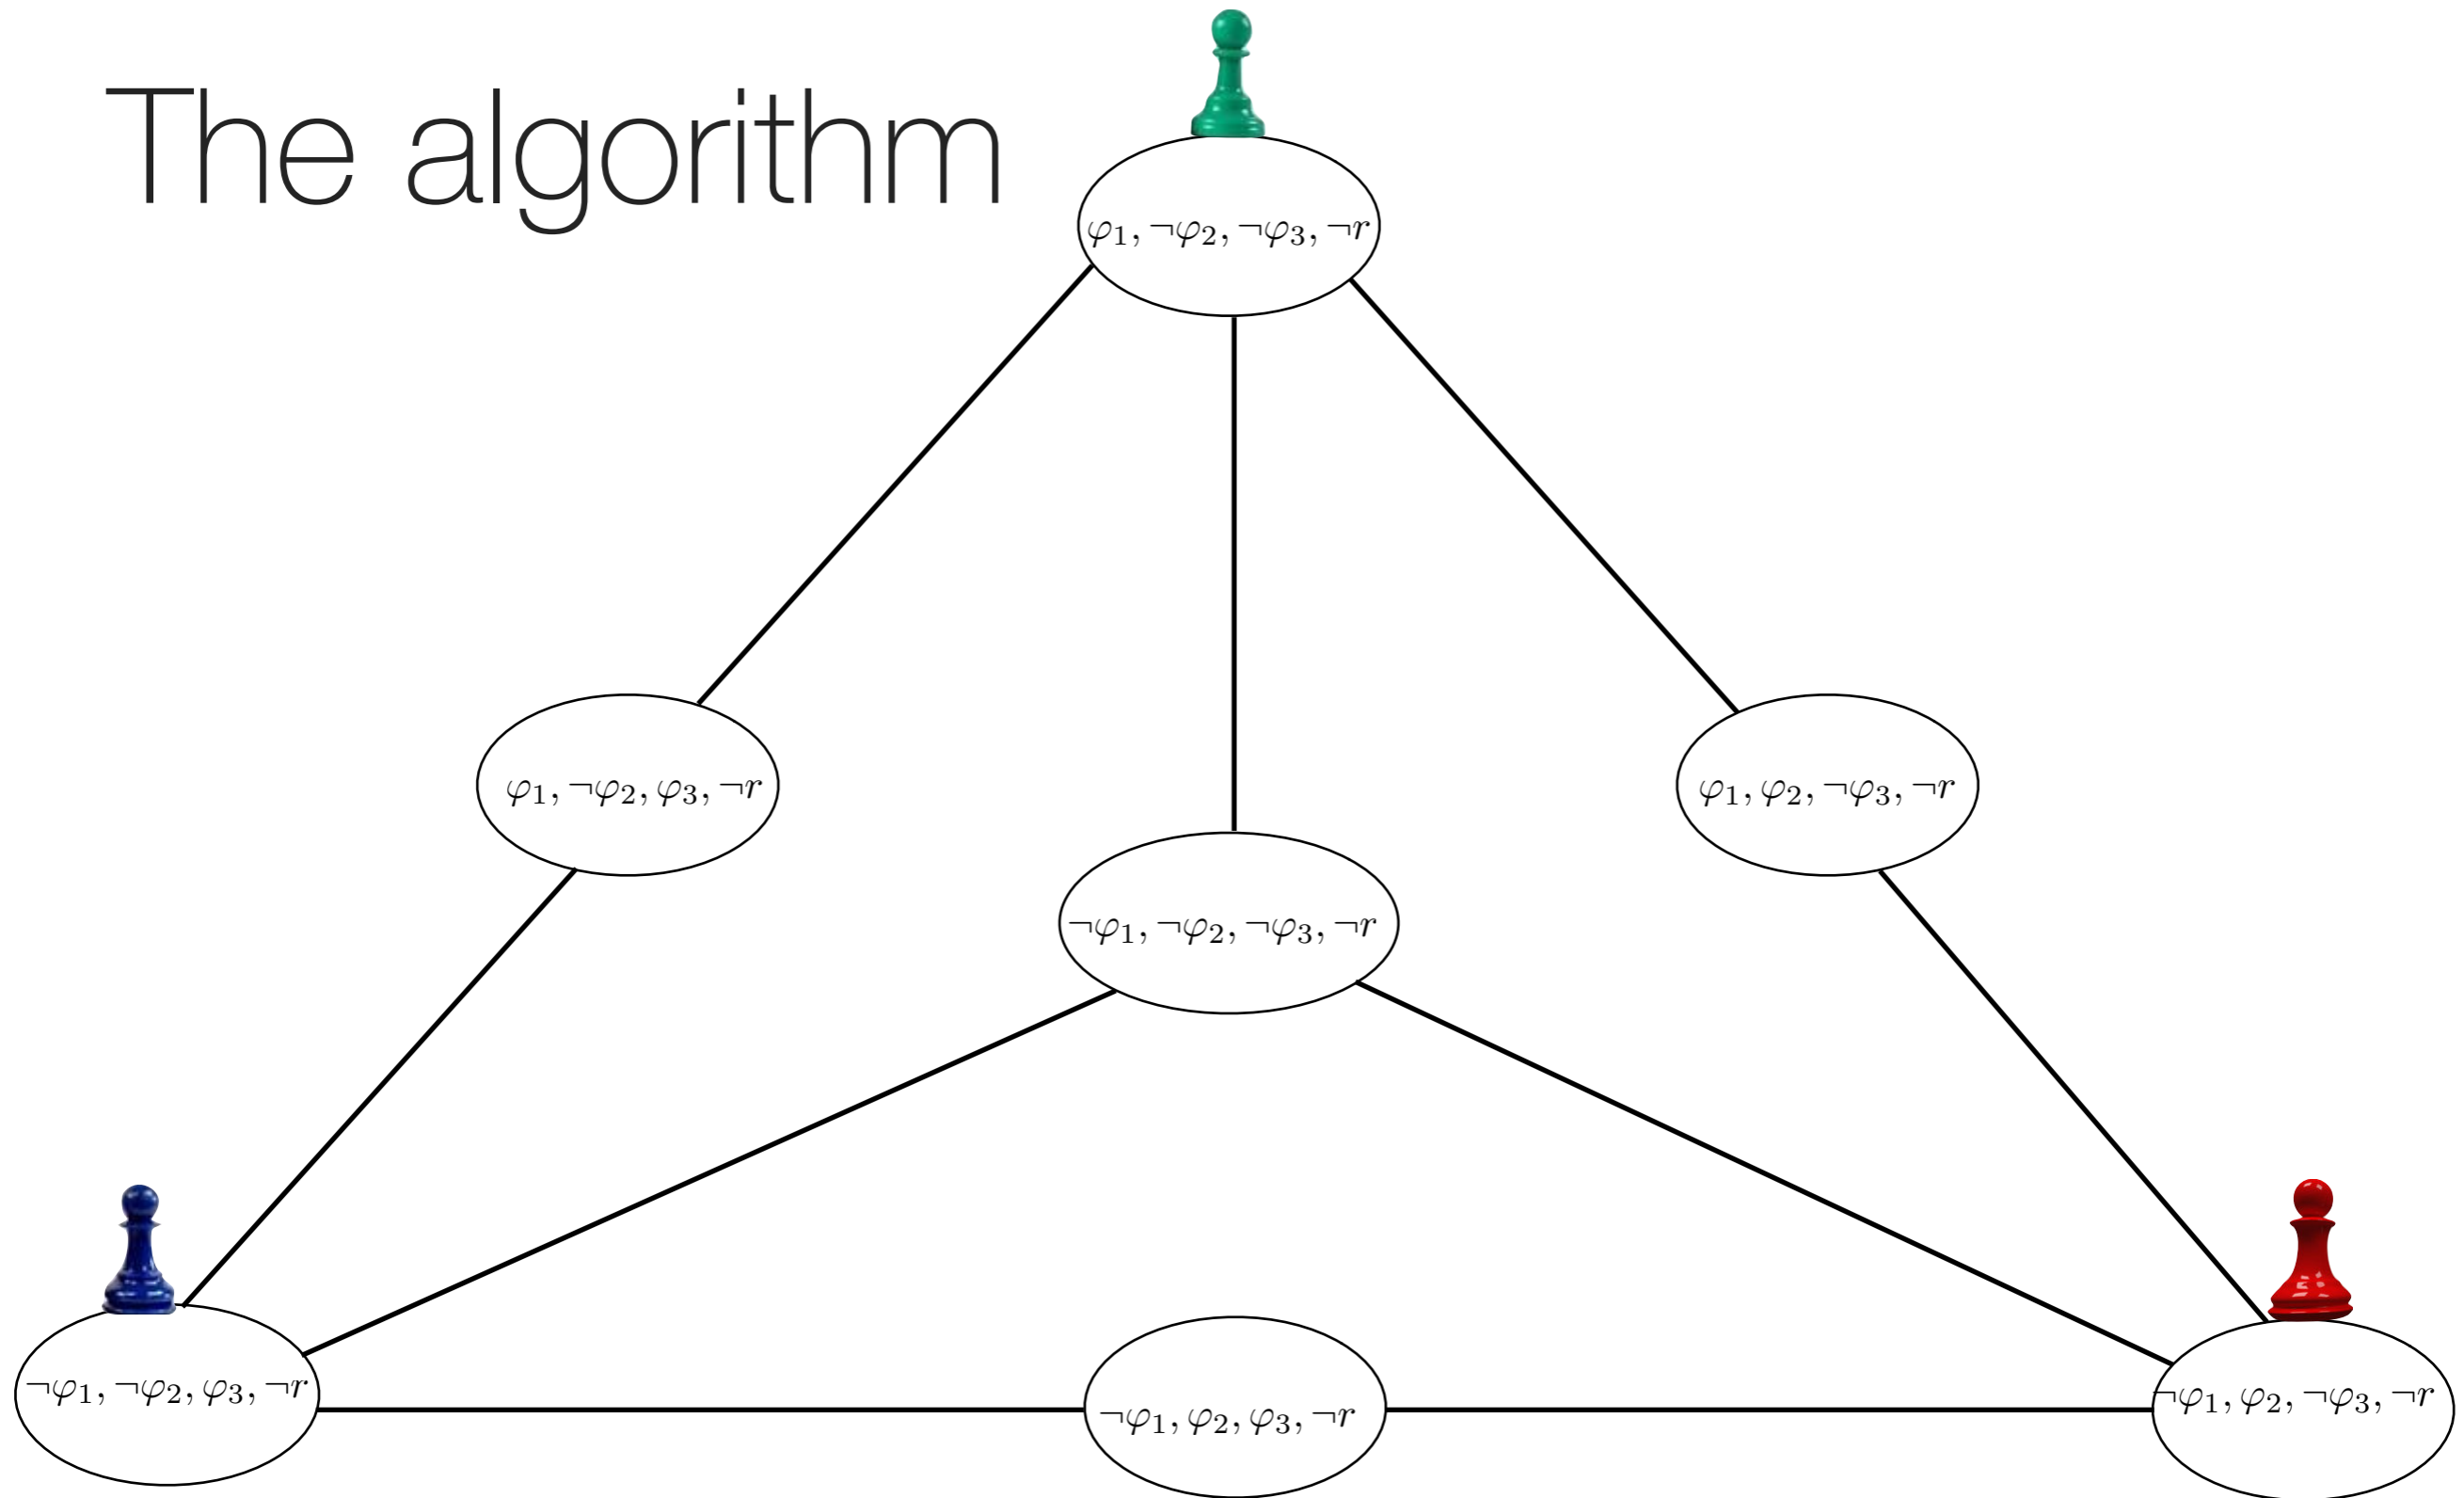 The algorithm
φ₁, ¬φ₂, ¬φ₃, ¬r
φ₁, ¬φ₂, φ₃, ¬r
φ₁, φ₂, ¬φ₃, ¬r
¬φ₁, ¬φ₂, ¬φ₃, ¬r
¬φ₁, ¬φ₂, φ₃, ¬r
¬φ₁, φ₂, φ₃, ¬r
¬φ₁, φ₂, ¬φ₃, ¬r